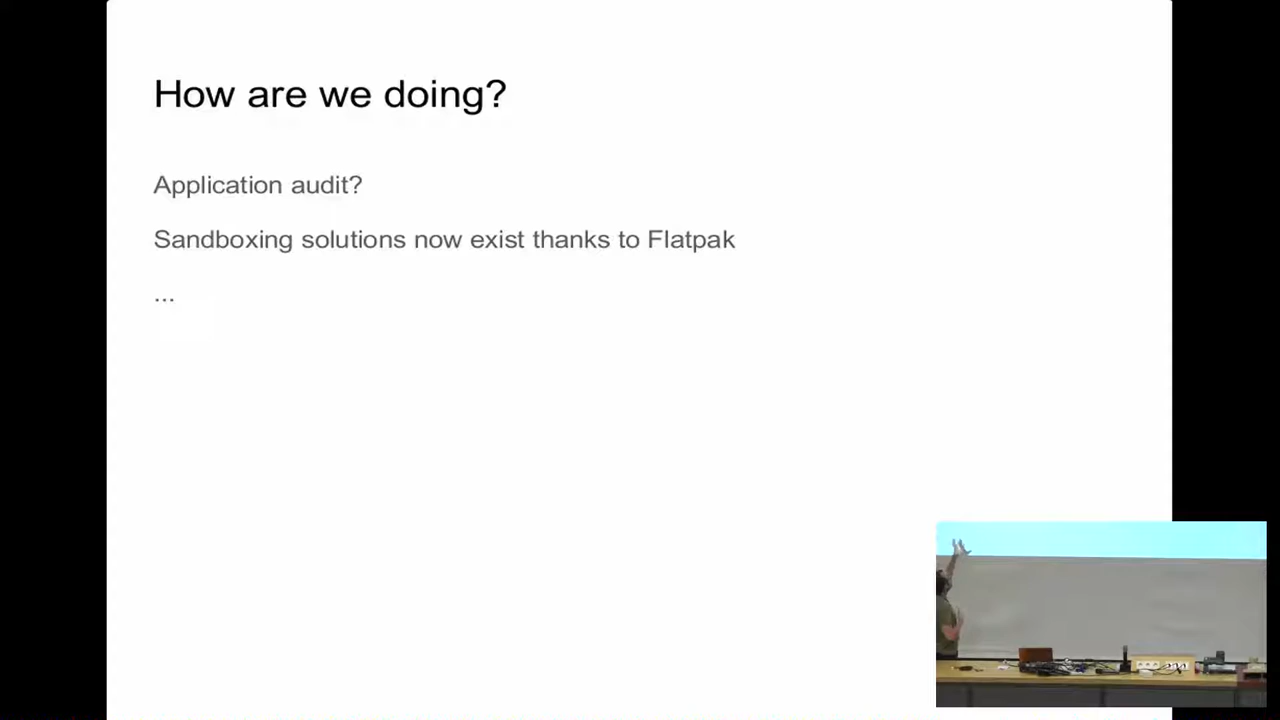 How are we doing?
Application audit?
Sandboxing solutions now exist thanks to Flatpak
...